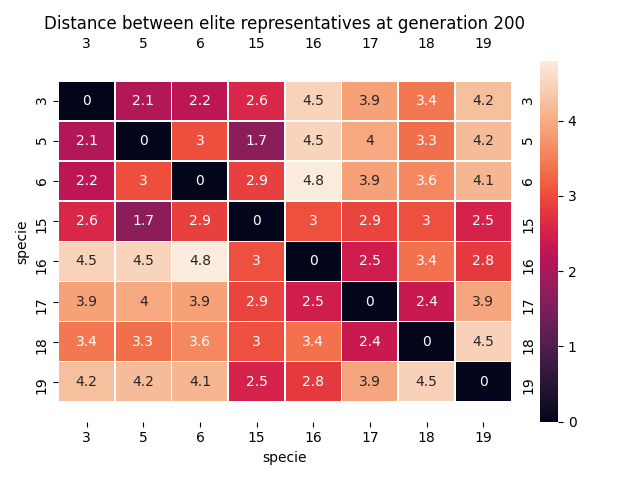 Distance between elite representatives at generation 200
3 5 6 15 16 17 18 19
3 0 2.1 2.2 2.6 4.5 3.9 3.4 4.2 3
5 2.1 0 3 1.7 4.5 4 3.3 4.2 5
6 2.2 3 0 2.9 4.8 3.9 3.6 4.1 6
15 2.6 1.7 2.9 0 3 2.9 3 2.5 15
specie
16 4.5 4.5 4.8 3 0 2.5 3.4 2.8 16
17 3.9 4 3.9 2.9 2.5 0 2.4 3.9 17
18 3.4 3.3 3.6 3 3.4 2.4 0 4.5 18
19 4.2 4.2 4.1 2.5 2.8 3.9 4.5 0 19
3 5 6 15 16 17 18 19
specie
4
3
2
1
0